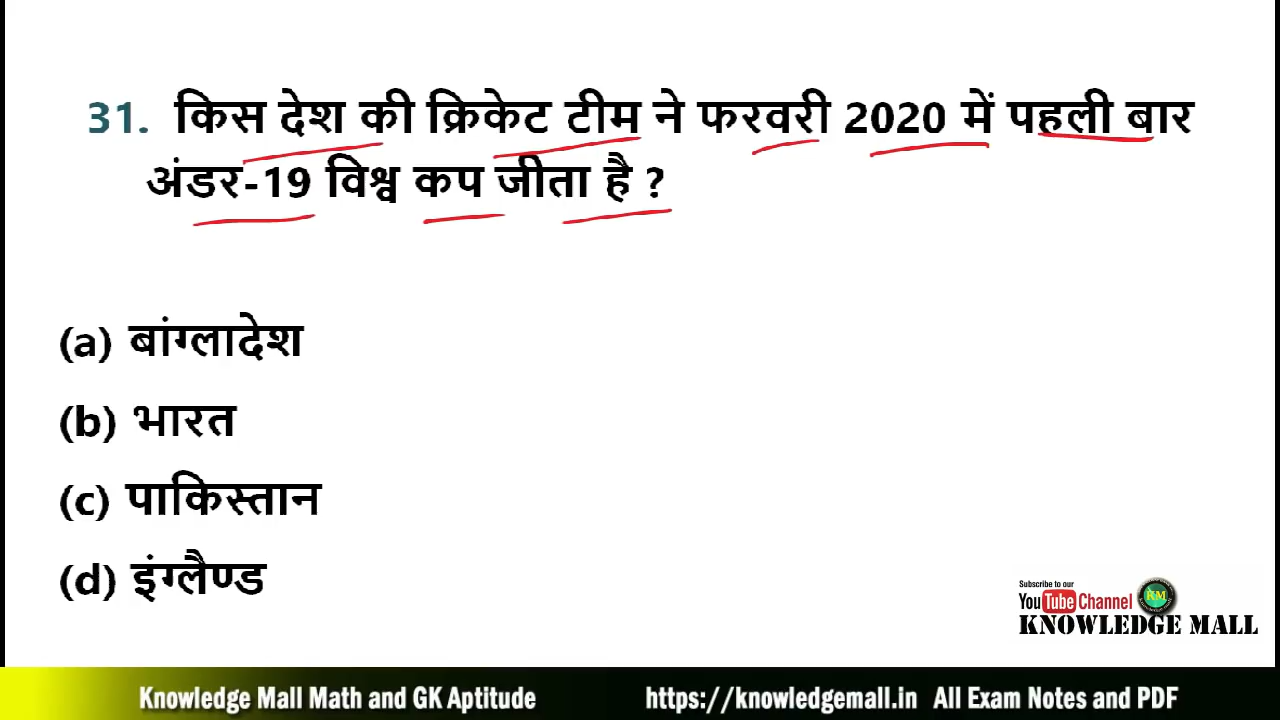 31. किस देश की क्रिकेट टीम ने फरवरी 2020 में पहली बार
अंडर-19 विश्व कप जीता है ?
(a) बांग्लादेश
(b) भारत
(c) पाकिस्तान
(d) इंग्लैण्ड
Subscribe to our
YouTube Channel KM
KNOWLEDGE MALL
Knowledge Mall Math and GK Aptitude https://knowledgemall.in All Exam Notes and PDF